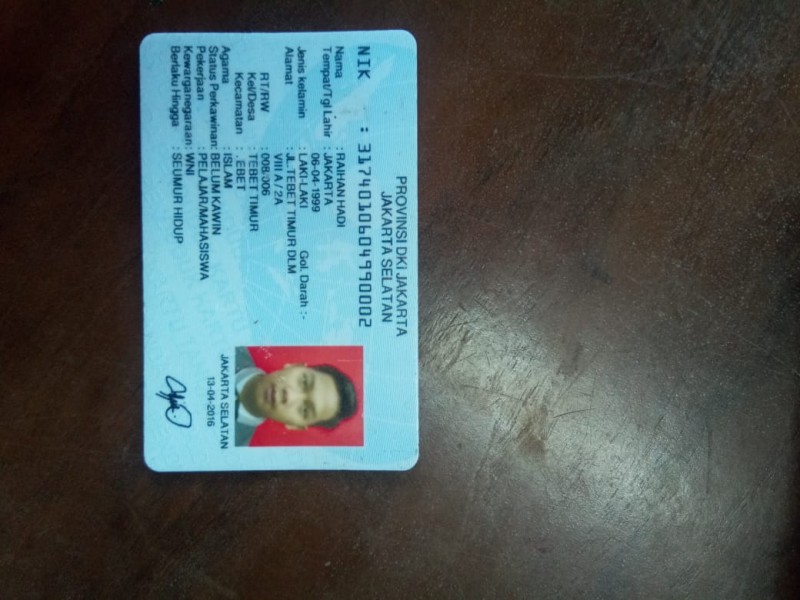 PROVINSI DKI JAKARTA
JAKARTA SELATAN
NIK : 3174010604990002
Nama : RAIHAN HADI
Tempat/Tgl Lahir : JAKARTA
06-04-1999
Jenis kelamin : LAKI-LAKI Gol. Darah :-
Alamat : JL.TEBET TIMUR DLM
VIII A / 2A
RT/RW : 008/006
Kel/Desa : TEBET TIMUR
Kecamatan : TEBET
Agama : ISLAM
Status Perkawinan: BELUM KAWIN
Pekerjaan : PELAJAR/MAHASISWA
Kewarganegaraan: WNI
Berlaku Hingga : SEUMUR HIDUP
JAKARTA SELATAN
13-04-2016